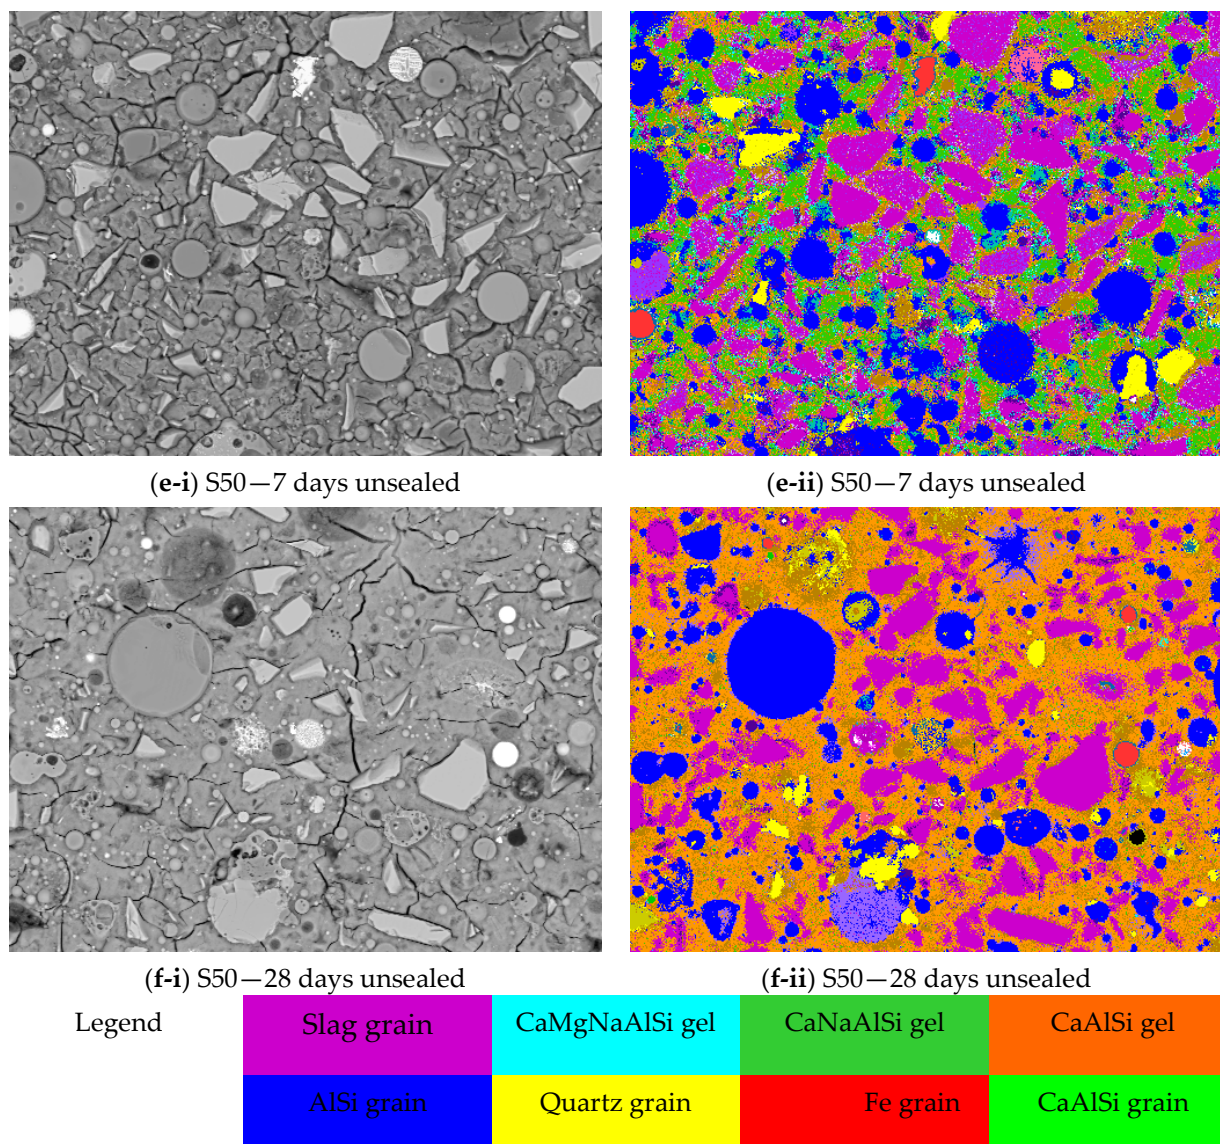 (e-i) S50—7 days unsealed
(e-ii) S50—7 days unsealed
(f-i) S50—28 days unsealed
(f-ii) S50—28 days unsealed
Legend
Slag grain
CaMgNaAlSi gel
CaNaAlSi gel
CaAlSi gel
AlSi grain
Quartz grain
Fe grain
CaAlSi grain